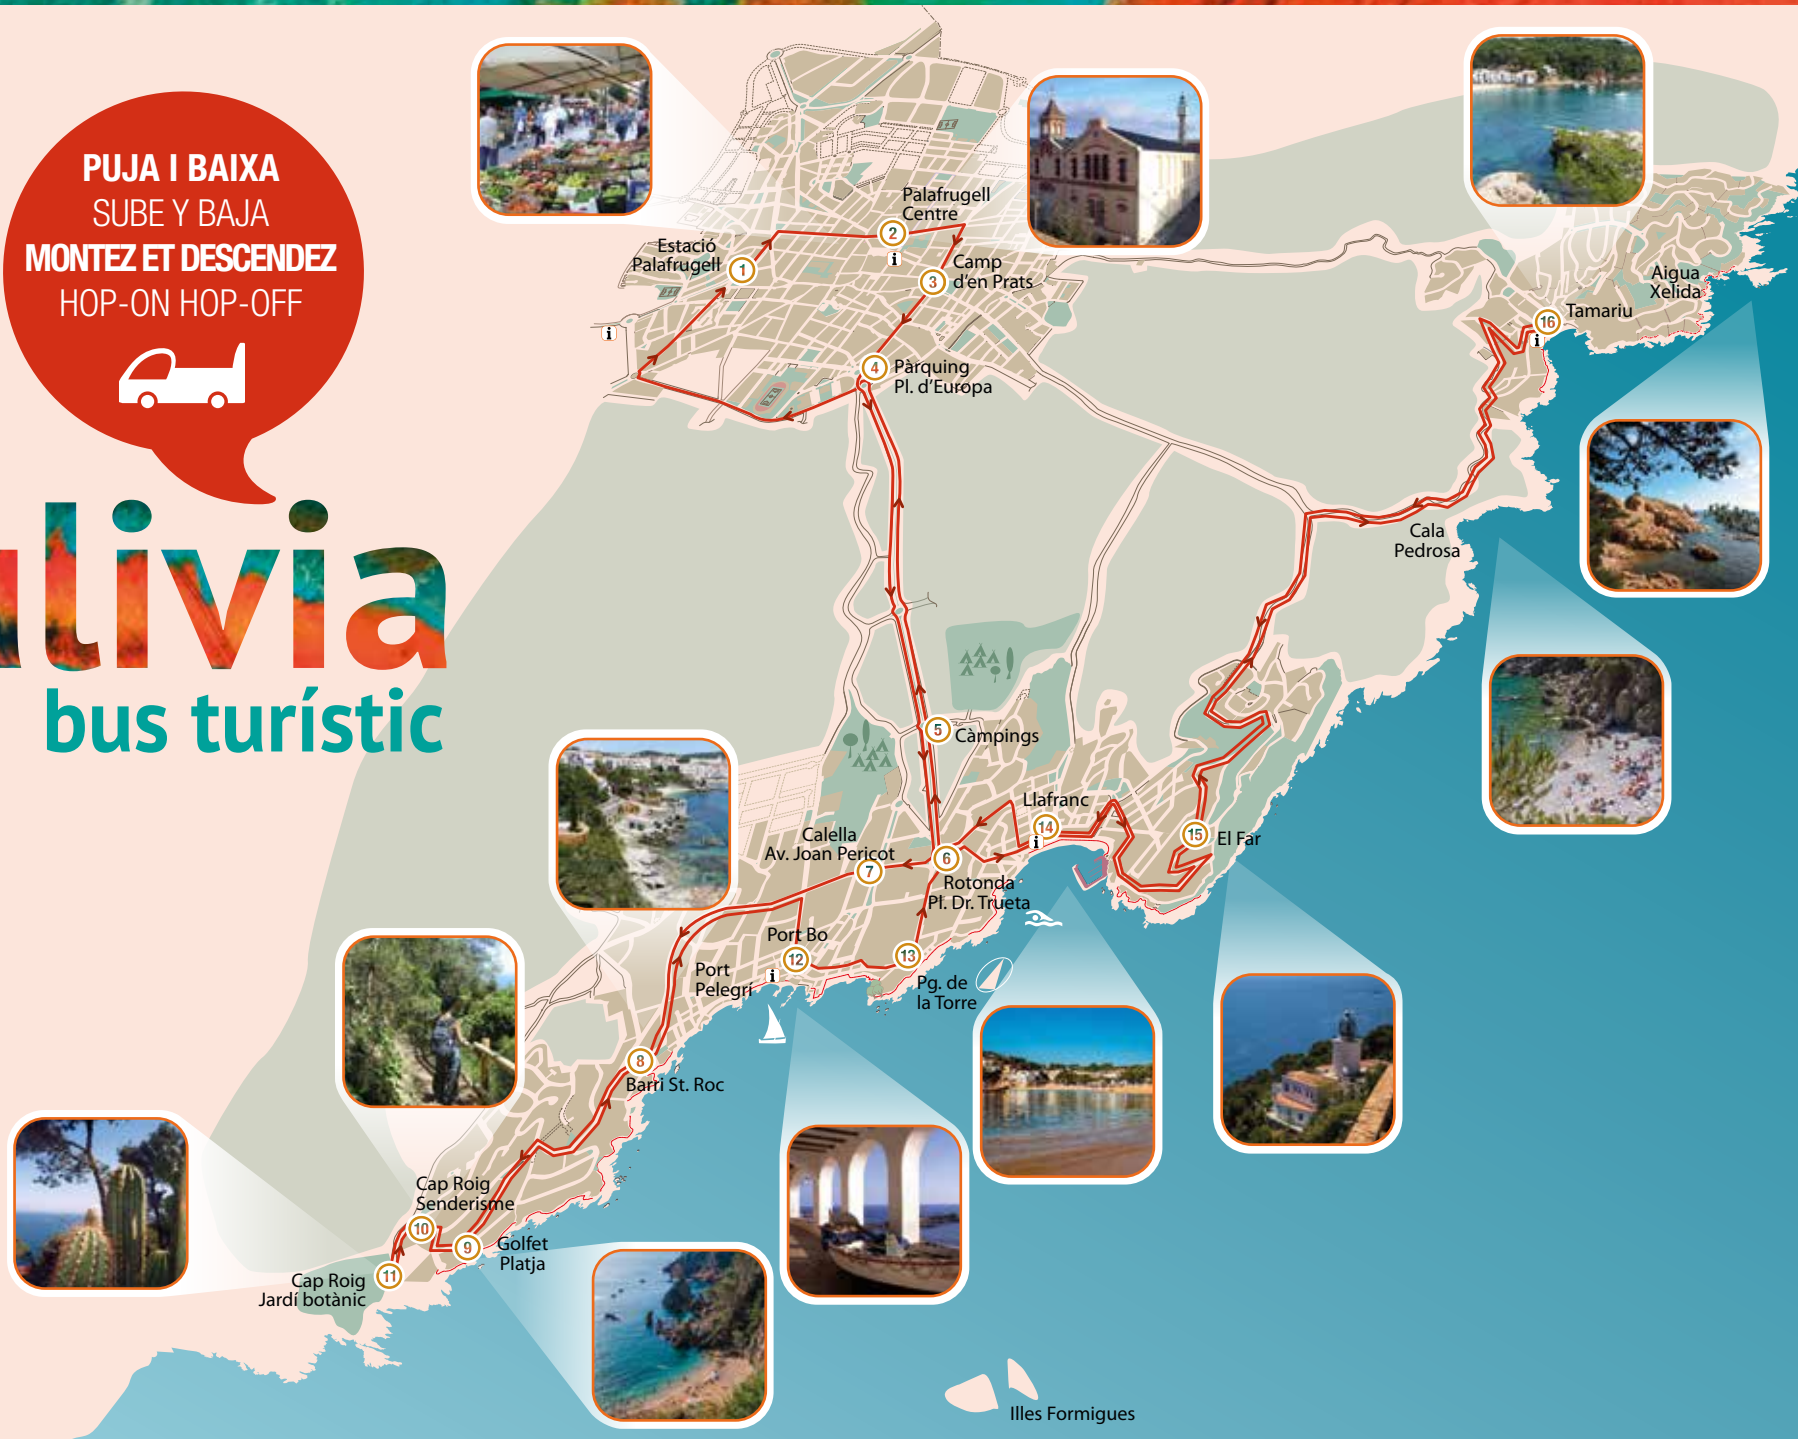 PUJA I BAIXA
SUBE Y BAJA
MONTEZ ET DESCENDEZ
HOP-ON HOP-OFF
livia
bus turístic
Palafrugell
Centre
2
i
Estació
Palafrugell
1
Camp
d'en Prats
3
i
4
Pàrquing
Pl. d'Europa
Aigua
Xelida
Tamariu
16
i
Cala
Pedrosa
5
Càmpings
Llafranc
14
i
15
El Far
Calella
Av. Joan Pericot
7
6
Rotonda
Pl. Dr. Trueta
Port Bo
12
13
i
Port
Pelegrí
Pg. de
la Torre
8
Barri St. Roc
Cap Roig
Senderisme
10
9
Golfet
Platja
Cap Roig
Jardí botànic
11
Illes Formigues